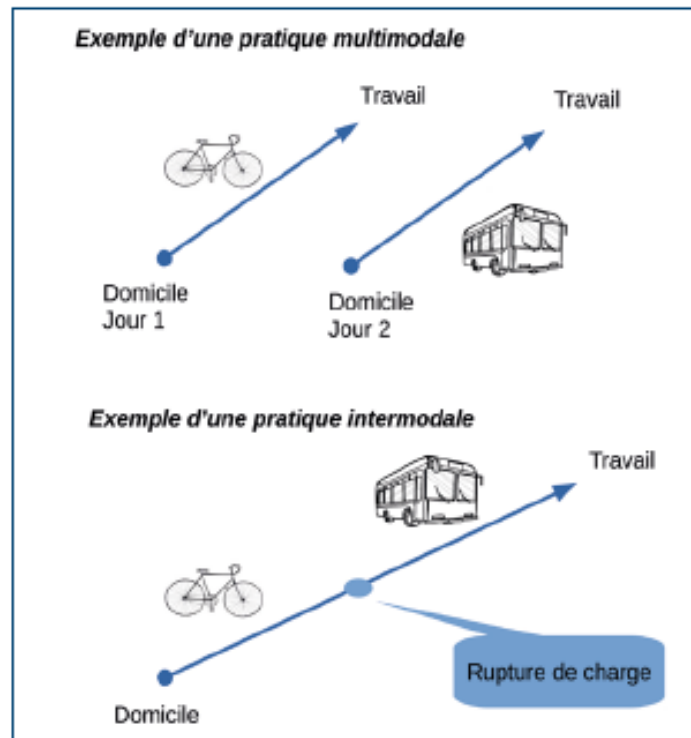 Exemple d'une pratique multimodale
Travail
Travail
Domicile
Jour 1
Domicile
Jour 2
Exemple d'une pratique intermodale
Travail
Rupture de charge
Domicile